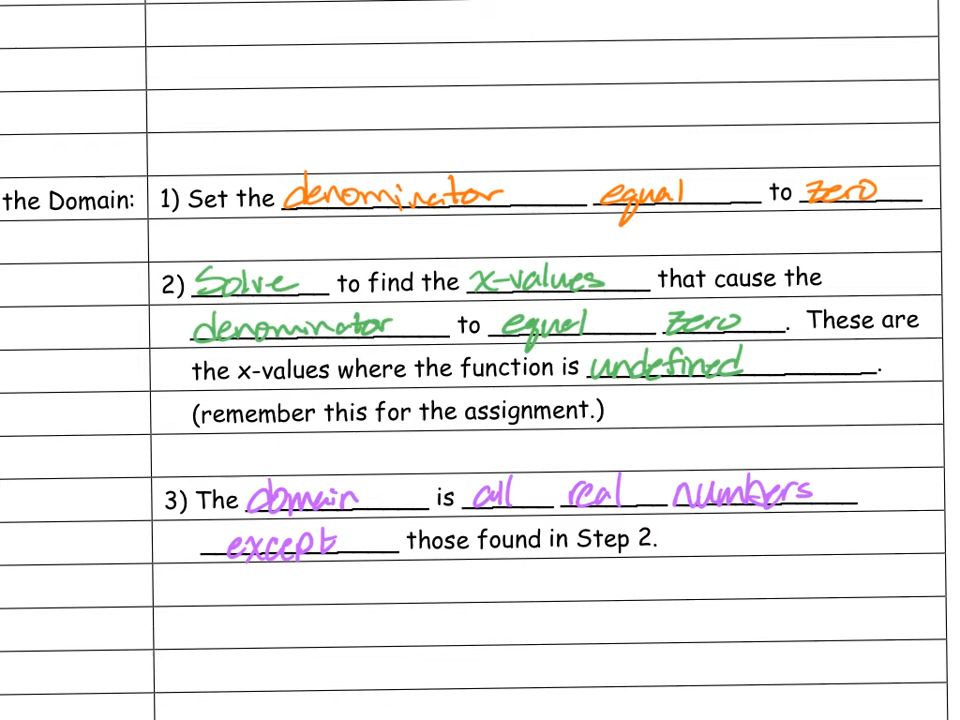 the Domain: 1) Set the denominator equal to zero
2) Solve to find the x-values that cause the
denominator to equal zero. These are
the x-values where the function is undefined.
(remember this for the assignment.)
3) The domain is all real numbers
except those found in Step 2.